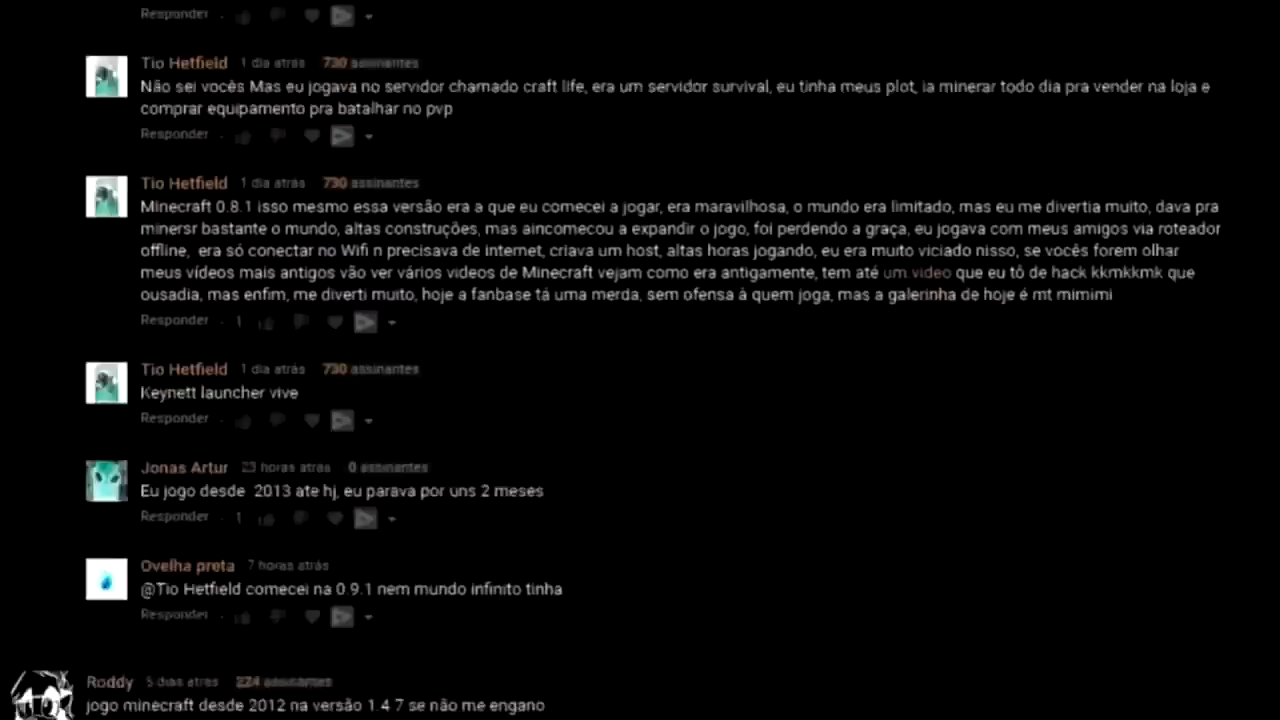 Responder
Tio Hetfield 1 dia atrás 730 assinantes
Não sei vocês Mas eu jogava no servidor chamado craft life, era um servidor survival, eu tinha meus plot, ia minerar todo dia pra vender na loja e
comprar equipamento pra batalhar no pvp
Responder
Tio Hetfield 1 dia atrás 730 assinantes
Minecraft 0.8.1 isso mesmo essa versão era a que eu comecei a jogar, era maravilhosa, o mundo era limitado, mas eu me divertia muito, dava pra
minersr bastante o mundo, altas construções, mas aincomecou a expandir o jogo, foi perdendo a graça, eu jogava com meus amigos via roteador
offline, era só conectar no Wifi n precisava de internet, criava um host, altas horas jogando, eu era muito viciado nisso, se vocês forem olhar
meus vídeos mais antigos vão ver vários videos de Minecraft vejam como era antigamente, tem até um video que eu tô de hack kkmkkmk que
ousadia, mas enfim, me diverti muito, hoje a fanbase tá uma merda, sem ofensa à quem joga, mas a galerinha de hoje é mt mimimi
Responder 1
Tio Hetfield 1 dia atrás 730 assinantes
Keynett launcher vive
Responder
Jonas Artur 23 horas atrás 0 assinantes
Eu jogo desde 2013 ate hj, eu parava por uns 2 meses
Responder 1
Ovelha preta 7 horas atrás
@Tio Hetfield comecei na 0.9.1 nem mundo infinito tinha
Responder
Roddy 5 dias atrás 224 assinantes
jogo minecraft desde 2012 na versão 1.4.7 se não me engano